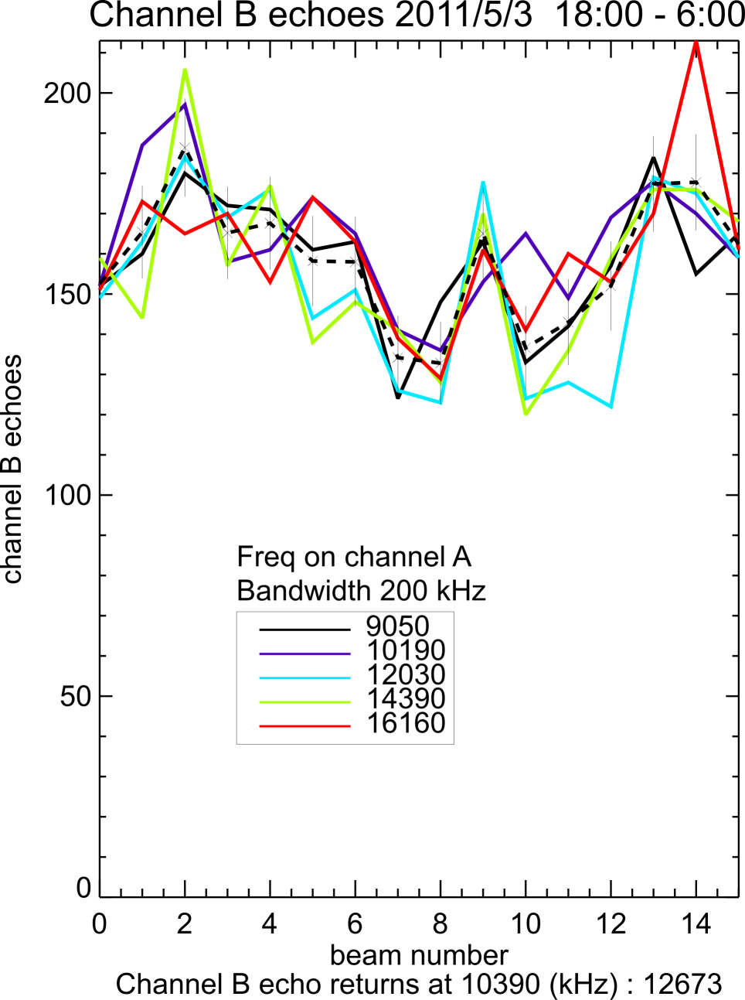 Channel B echoes 2011/5/3 18:00 - 6:00
200
150
100
50
0
channel B echoes
Freq on channel A
Bandwidth 200 kHz
9050
10190
12030
14390
16160
0 2 4 6 8 10 12 14
beam number
Channel B echo returns at 10390 (kHz) : 12673